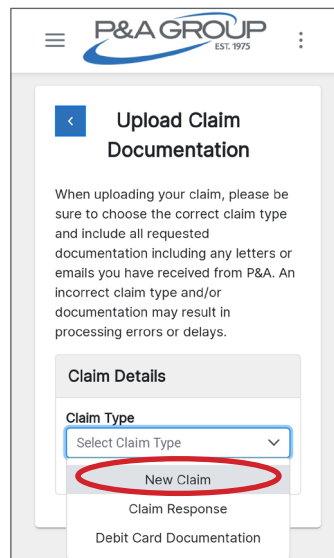 P&A GROUP
EST. 1975
Upload Claim
Documentation
When uploading your claim, please be
sure to choose the correct claim type
and include all requested
documentation including any letters or
emails you have received from P&A. An
incorrect claim type and/or
documentation may result in
processing errors or delays.
Claim Details
Claim Type
Select Claim Type
New Claim
Claim Response
Debit Card Documentation